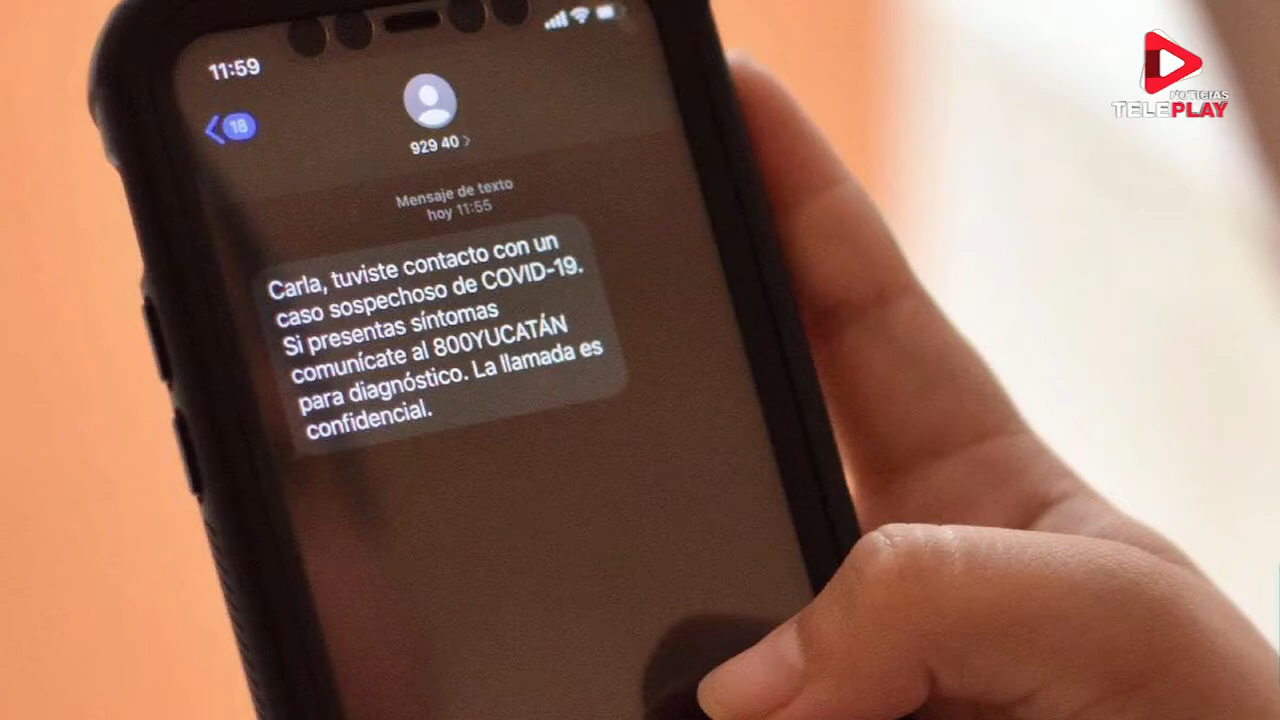 11:59
18
929 40
Mensaje de texto
hoy 11:55
Carla, tuviste contacto con un
caso sospechoso de COVID-19.
Si presentas síntomas
comunícate al 800YUCATÁN
para diagnóstico. La llamada es
confidencial.
NOTICIAS
TELEPLAY